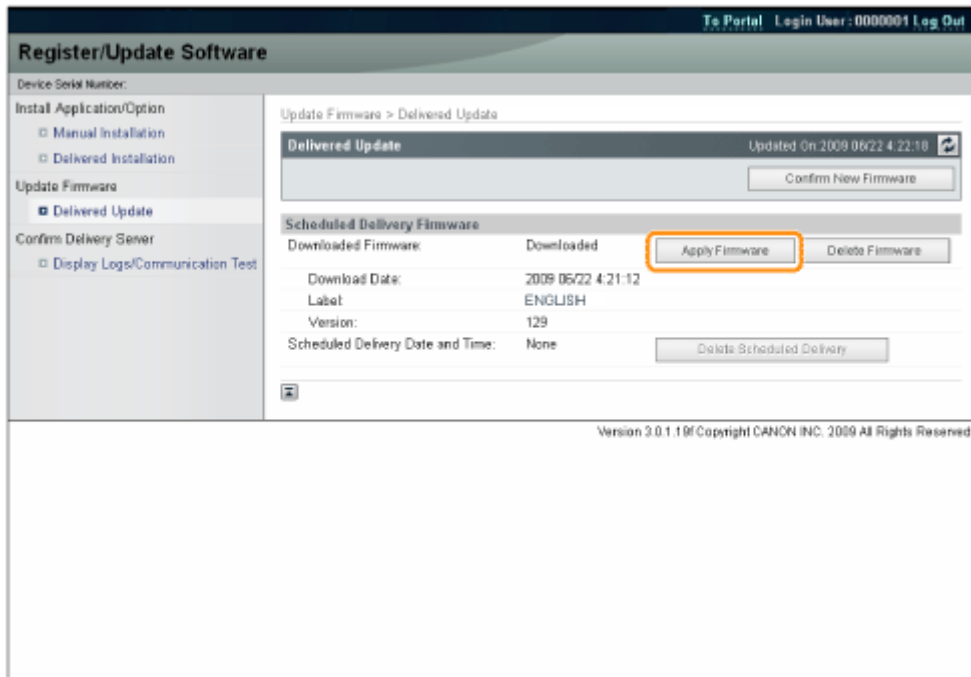 To Portal Login User : 0000001 Log Out
Register/Update Software
Device Serial Number:
Install Application/Option
Manual Installation
Delivered Installation
Update Firmware
Delivered Update
Confirm Delivery Server
Display Logs/Communication Test
Update Firmware > Delivered Update
Delivered Update Updated On:2009 06/22 4:22:18
Confirm New Firmware
Scheduled Delivery Firmware
Downloaded Firmware: Downloaded Apply Firmware Delete Firmware
Download Date: 2009 06/22 4:21:12
Label: ENGLISH
Version: 129
Scheduled Delivery Date and Time: None Delete Scheduled Delivery
Version 3.0.1.19f Copyright CANON INC. 2009 All Rights Reserved